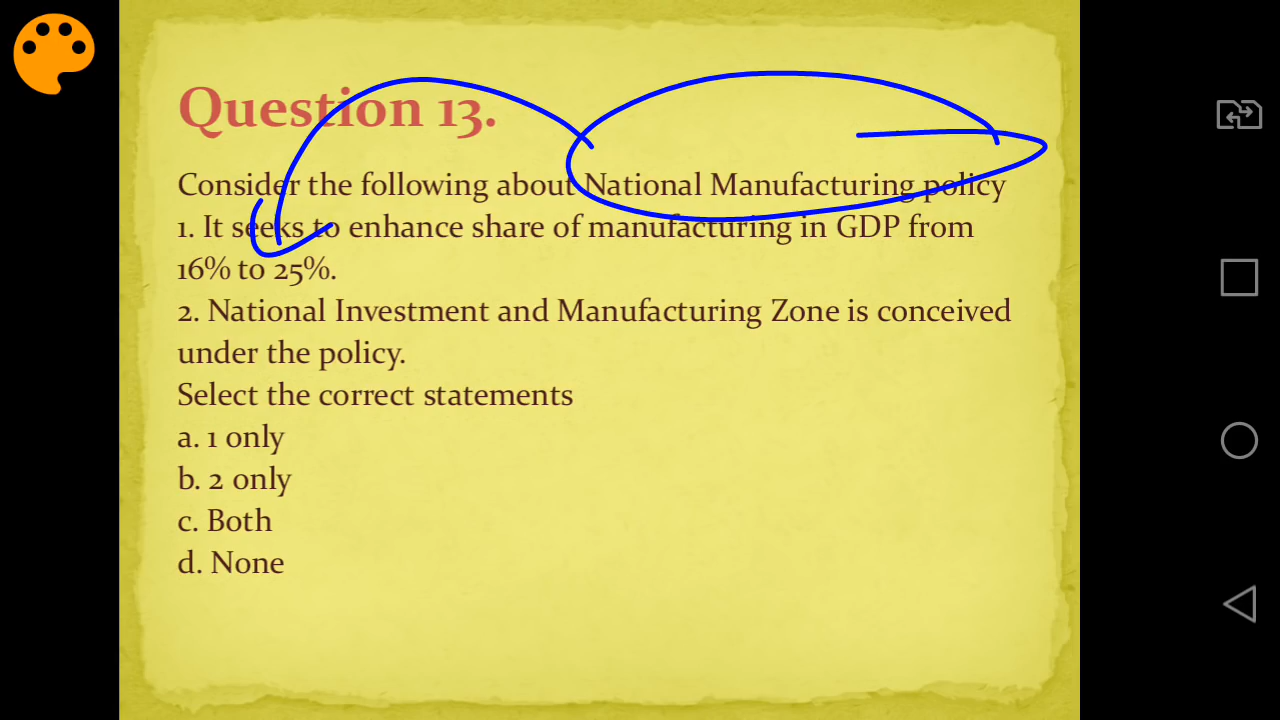 Question 13.
Consider the following about National Manufacturing policy
1. It seeks to enhance share of manufacturing in GDP from
16% to 25%.
2. National Investment and Manufacturing Zone is conceived
under the policy.
Select the correct statements
a. 1 only
b. 2 only
c. Both
d. None